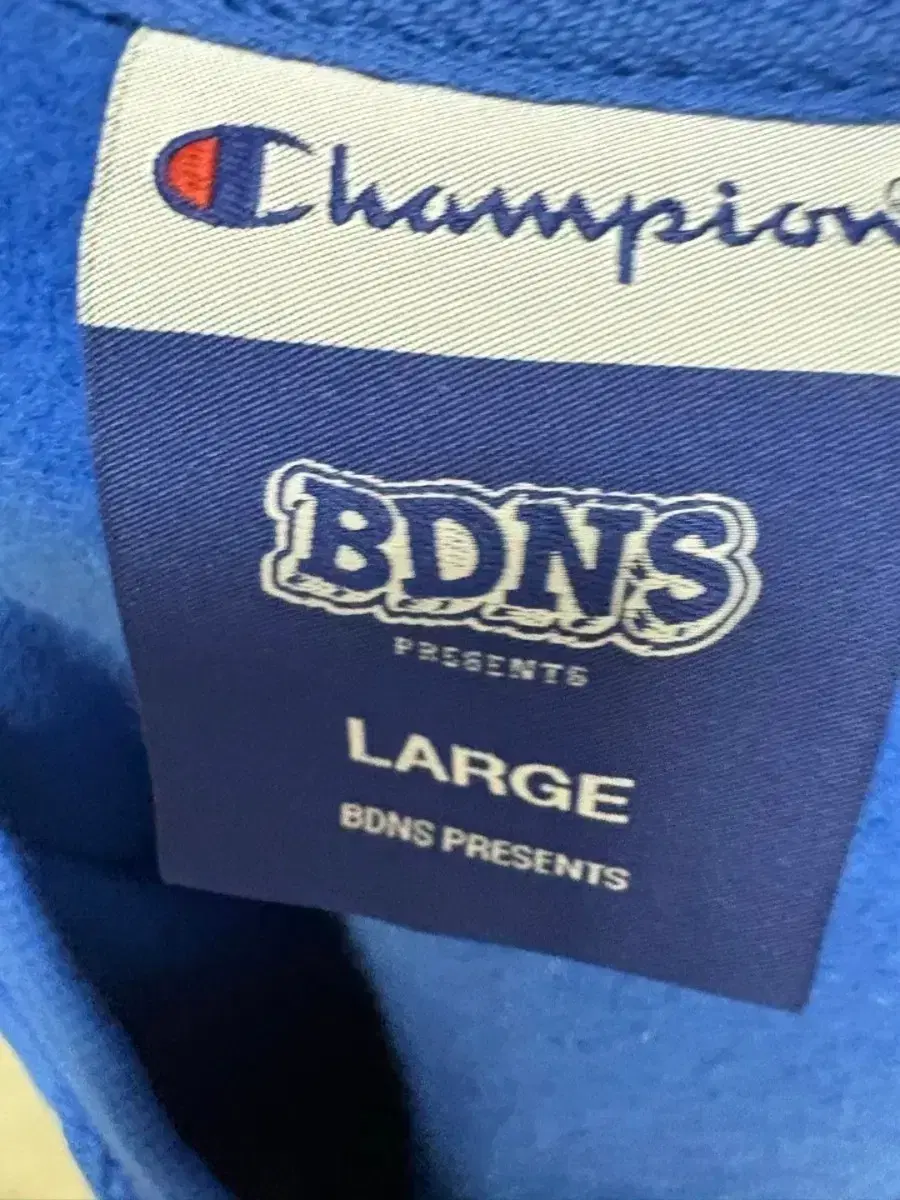 Champion
BDNS
PRESENTS
LARGE
BDNS PRESENTS